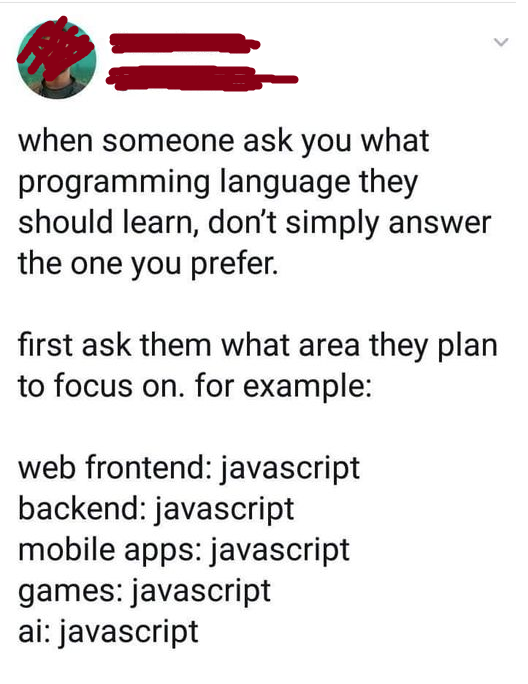 when someone ask you what
programming language they
should learn, don't simply answer
the one you prefer.
first ask them what area they plan
to focus on. for example:
web frontend: javascript
backend: javascript
mobile apps: javascript
games: javascript
ai: javascript